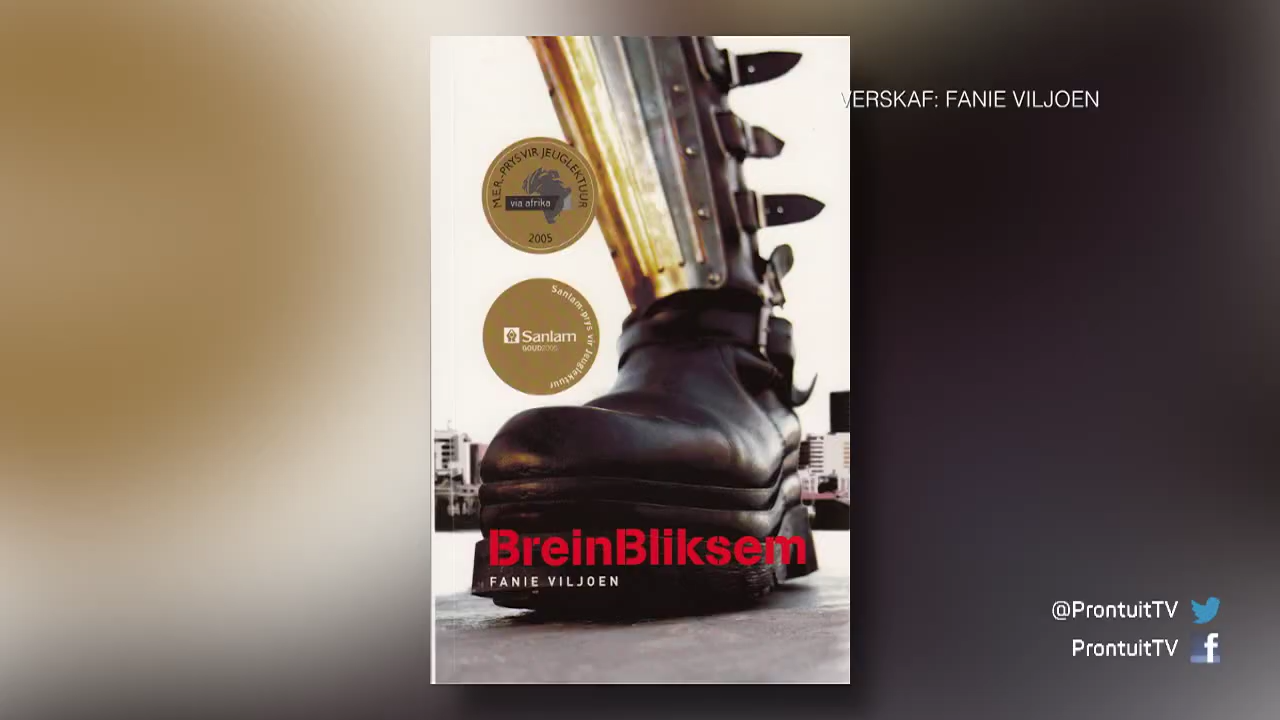 VERSKAF: FANIE VILJOEN
M.E.R.-PRYS VIR JEUGLEKTUUR
via afrika
2005
Sanlam-prys vir Jeuglektuur
Sanlam
GOUD2005
BreinBliksem
FANIE VILJOEN
@ProntuitTV
ProntuitTV